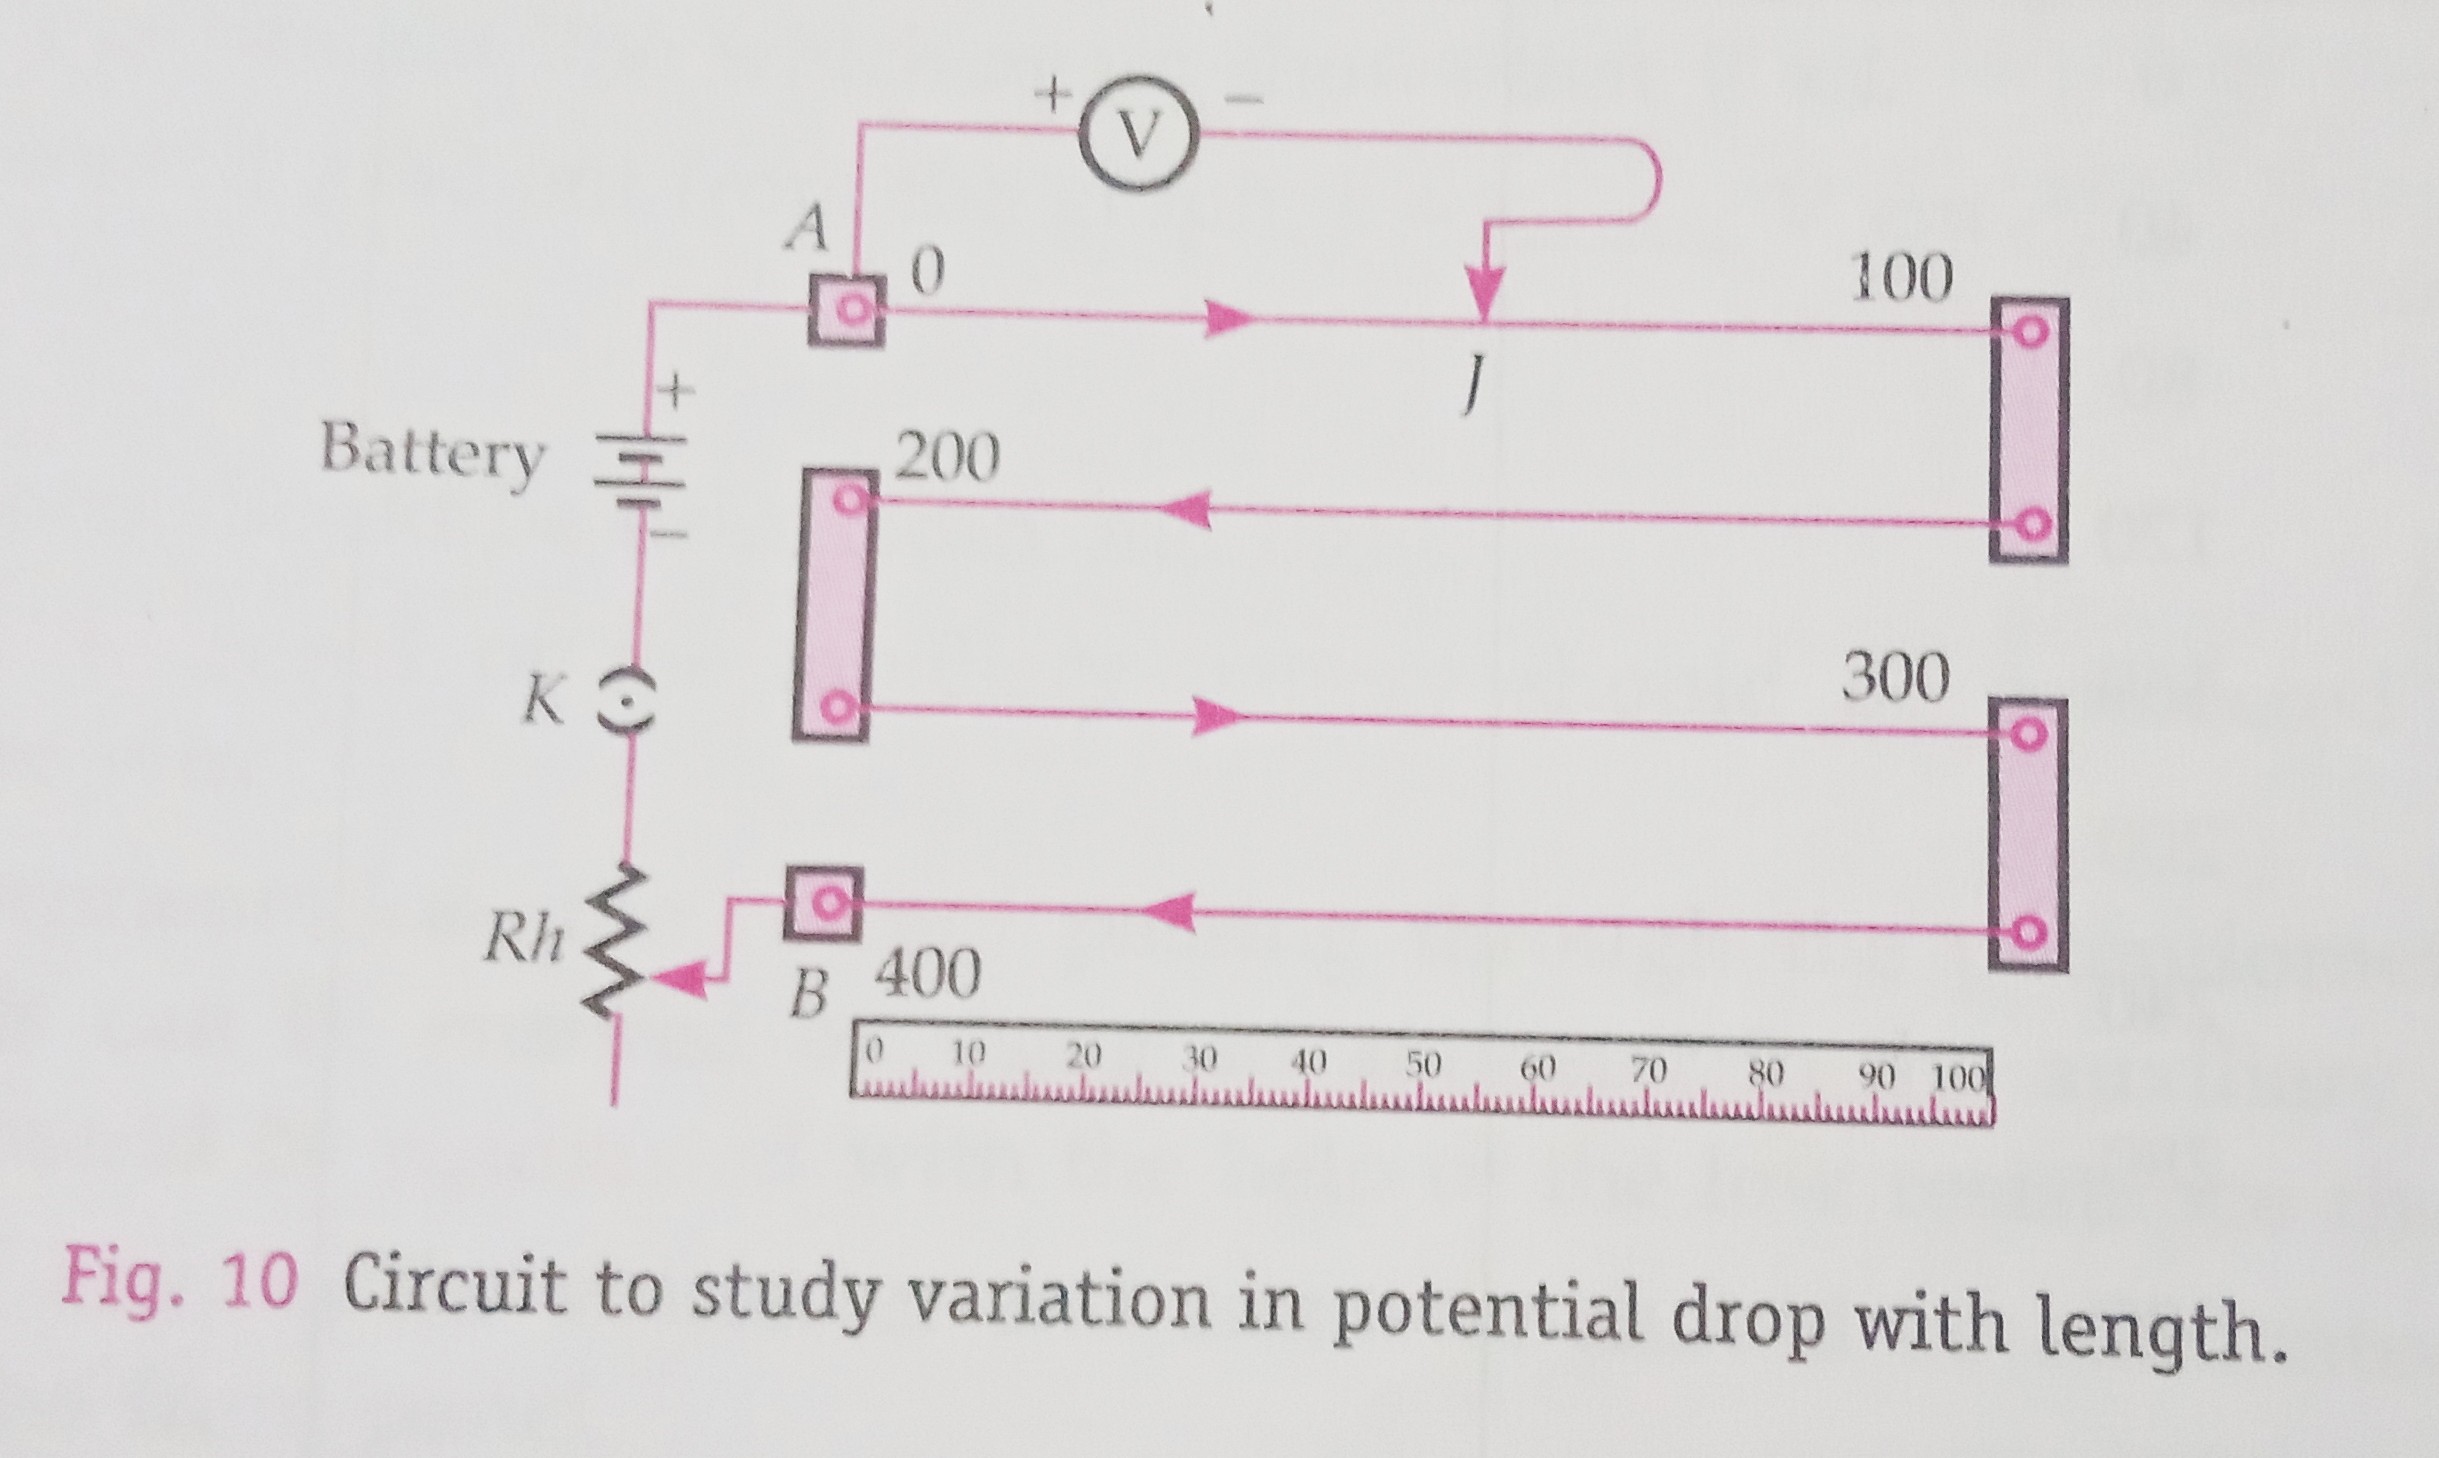 + V −
A 0 100
J
+
Battery 200
−
K 300
Rh
B 400
0 10 20 30 40 50 60 70 80 90 100
Fig. 10 Circuit to study variation in potential drop with length.